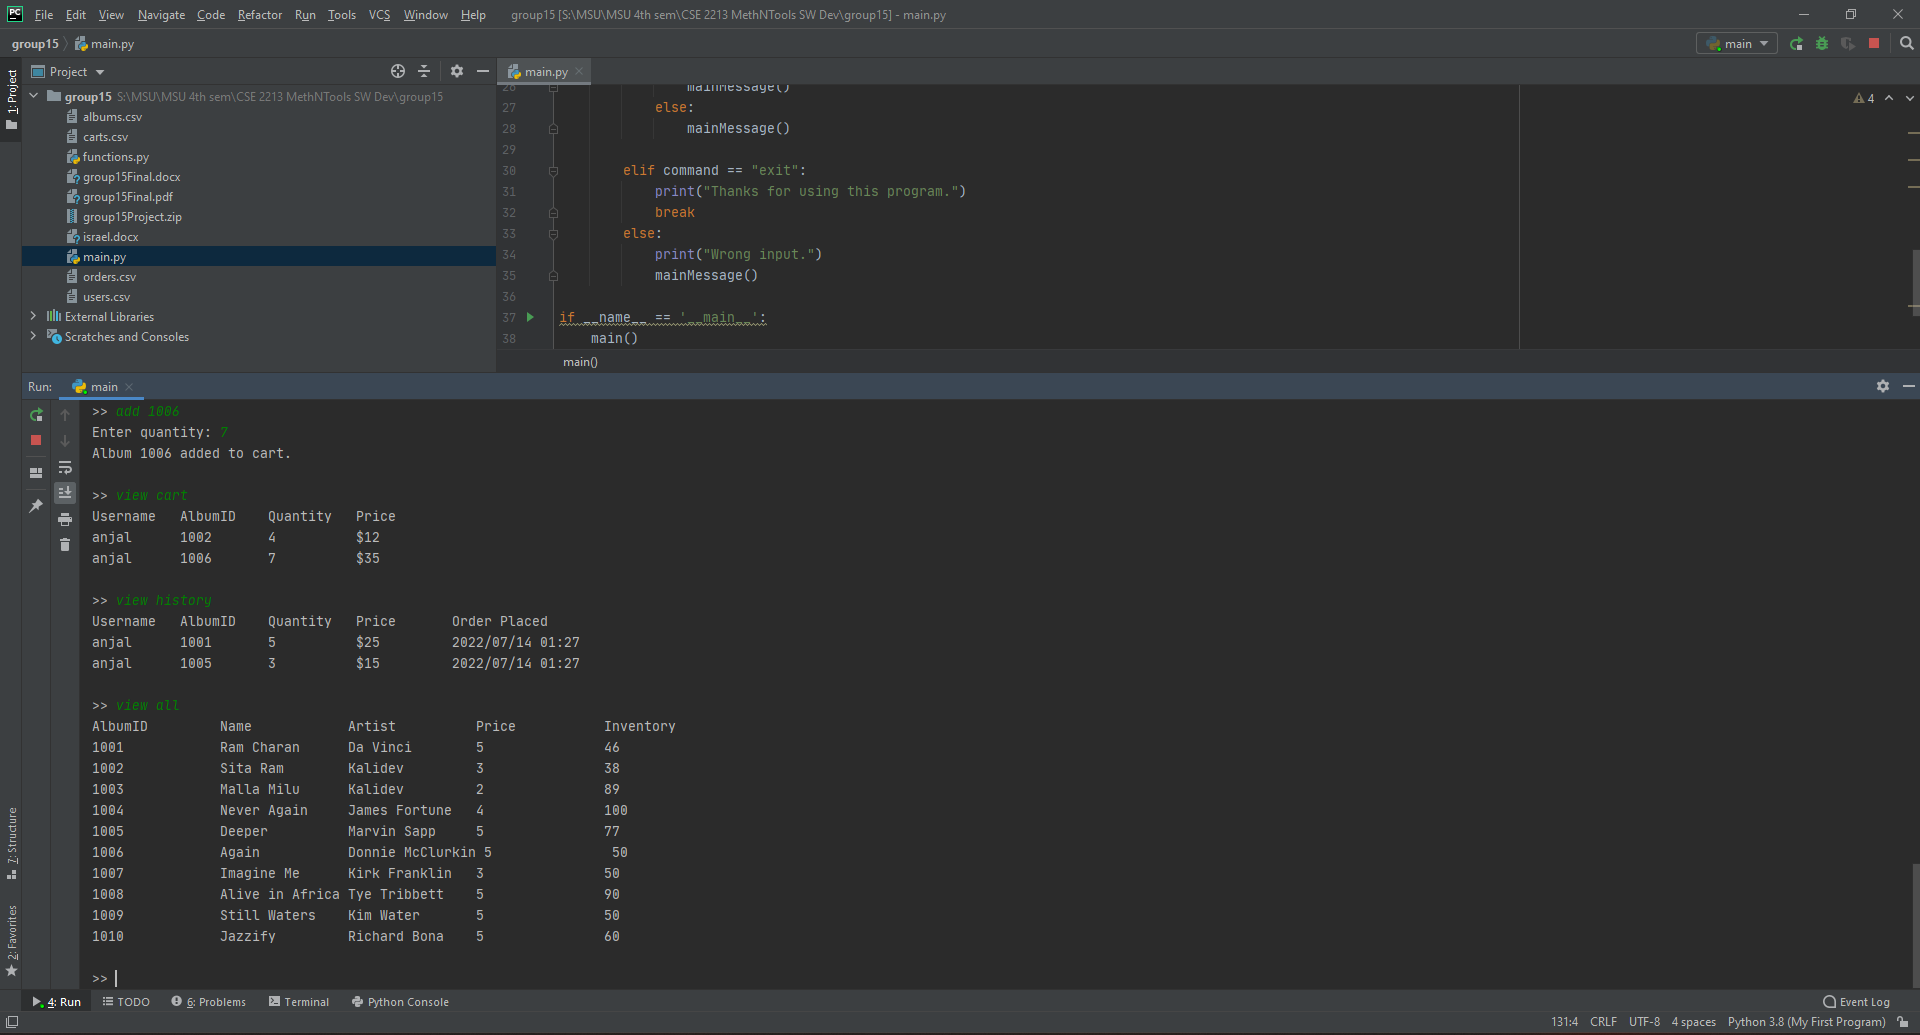 PC File Edit View Navigate Code Refactor Run Tools VCS Window Help group15 [S:\MSU\MSU 4th sem\CSE 2213 MethNTools SW Dev\group15] - main.py
group15 main.py main
1: Project
Project
main.py
group15 S:\MSU\MSU 4th sem\CSE 2213 MethNTools SW Dev\group15
albums.csv
carts.csv
functions.py
group15Final.docx
group15Final.pdf
group15Project.zip
israel.docx
main.py
orders.csv
users.csv
External Libraries
Scratches and Consoles
4
26 mainMessage()
27 else:
28 mainMessage()
29
30 elif command == "exit":
31 print("Thanks for using this program.")
32 break
33 else:
34 print("Wrong input.")
35 mainMessage()
36
37 if __name__ == '__main__':
38 main()
main()
Run: main
>> add 1006
Enter quantity: 7
Album 1006 added to cart.
>> view cart
Username AlbumID Quantity Price
anjal 1002 4 $12
anjal 1006 7 $35
>> view history
Username AlbumID Quantity Price Order Placed
anjal 1001 5 $25 2022/07/14 01:27
anjal 1005 3 $15 2022/07/14 01:27
>> view all
AlbumID Name Artist Price Inventory
1001 Ram Charan Da Vinci 5 46
1002 Sita Ram Kalidev 3 38
1003 Malla Milu Kalidev 2 89
1004 Never Again James Fortune 4 100
1005 Deeper Marvin Sapp 5 77
1006 Again Donnie McClurkin 5 50
1007 Imagine Me Kirk Franklin 3 50
1008 Alive in Africa Tye Tribbett 5 90
1009 Still Waters Kim Water 5 50
1010 Jazzify Richard Bona 5 60
>>
7: Structure
2: Favorites
4: Run TODO 6: Problems Terminal Python Console Event Log
131:4 CRLF UTF-8 4 spaces Python 3.8 (My First Program)